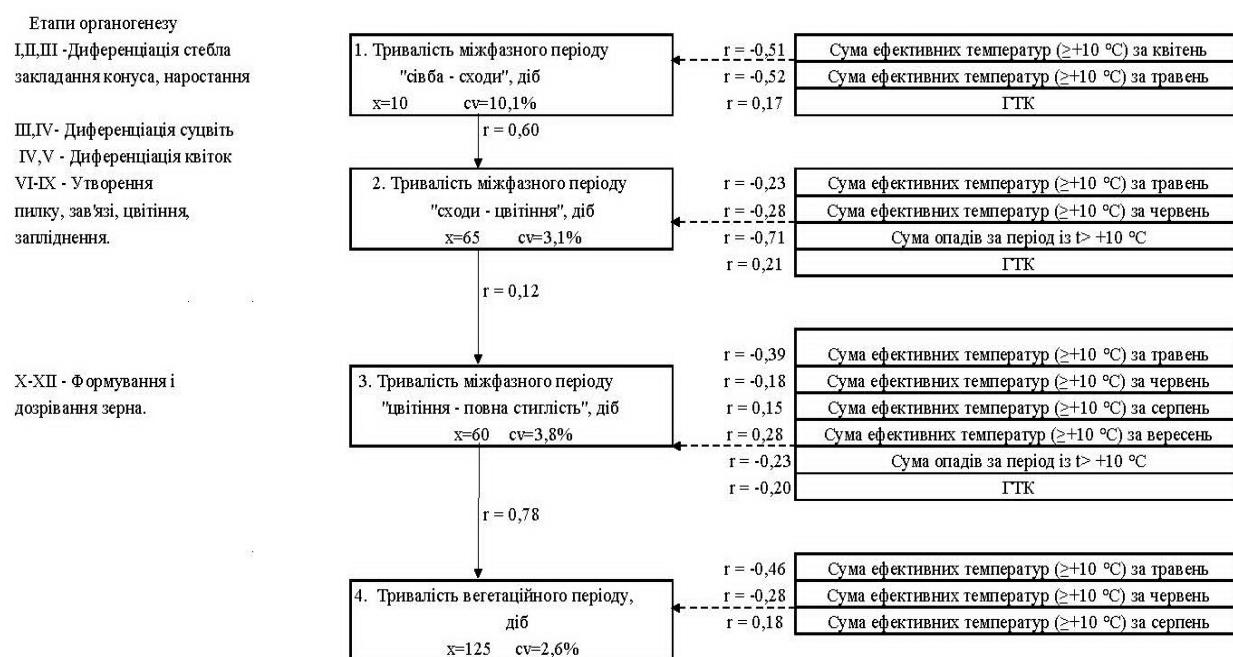 Етапи органогенезу
I,II,III -Диференціація стебла
закладання конуса, наростання
III,IV- Диференціація суцвіть
IV,V - Диференціація квіток
VI-IX - Утворення
пилку, зав'язі, цвітіння,
запліднення.
X-XII - Формування і
дозрівання зерна.
1. Тривалість міжфазного періоду
"сівба - сходи", діб
x=10 cv=10,1%
r = -0,51 Сума ефективних температур (≥+10 °C) за квітень
r = -0,52 Сума ефективних температур (≥+10 °C) за травень
r = 0,17 ГТК
r = 0,60
2. Тривалість міжфазного періоду
"сходи - цвітіння", діб
x=65 cv=3,1%
r = -0,23 Сума ефективних температур (≥+10 °C) за травень
r = -0,28 Сума ефективних температур (≥+10 °C) за червень
r = -0,71 Сума опадів за період із t> +10 °C
r = 0,21 ГТК
r = 0,12
3. Тривалість міжфазного періоду
"цвітіння - повна стиглість", діб
x=60 cv=3,8%
r = -0,39 Сума ефективних температур (≥+10 °C) за травень
r = -0,18 Сума ефективних температур (≥+10 °C) за червень
r = 0,15 Сума ефективних температур (≥+10 °C) за серпень
r = 0,28 Сума ефективних температур (≥+10 °C) за вересень
r = -0,23 Сума опадів за період із t> +10 °C
r = -0,20 ГТК
r = 0,78
4. Тривалість вегетаційного періоду,
діб
x=125 cv=2,6%
r = -0,46 Сума ефективних температур (≥+10 °C) за травень
r = -0,28 Сума ефективних температур (≥+10 °C) за червень
r = 0,18 Сума ефективних температур (≥+10 °C) за серпень